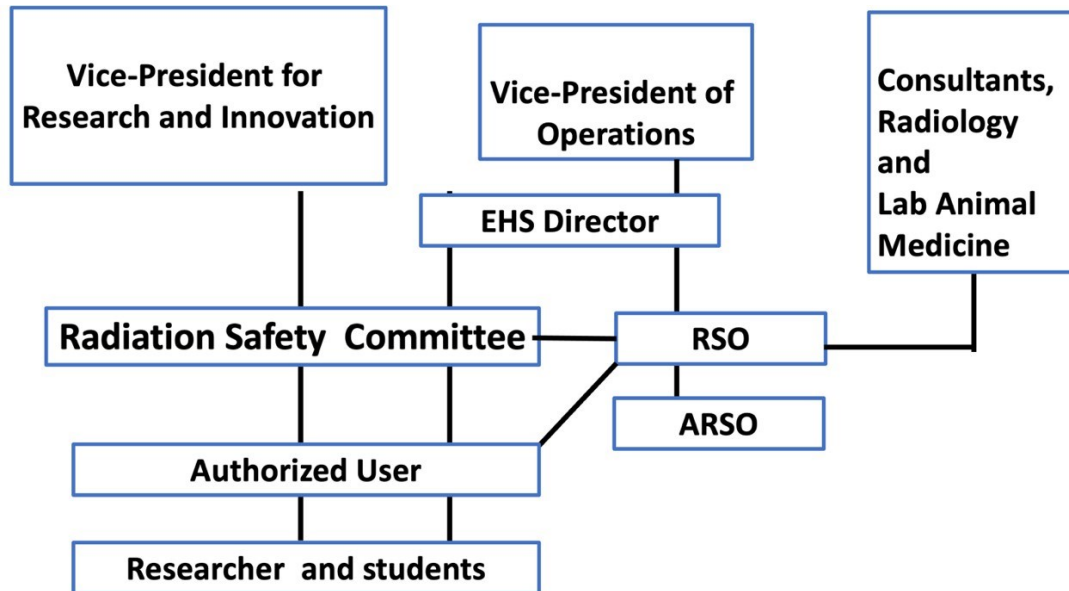 Vice-President for
Research and Innovation
Vice-President of
Operations
Consultants,
Radiology
and
Lab Animal
Medicine
EHS Director
Radiation Safety  Committee
RSO
ARSO
Authorized User
Researcher  and students